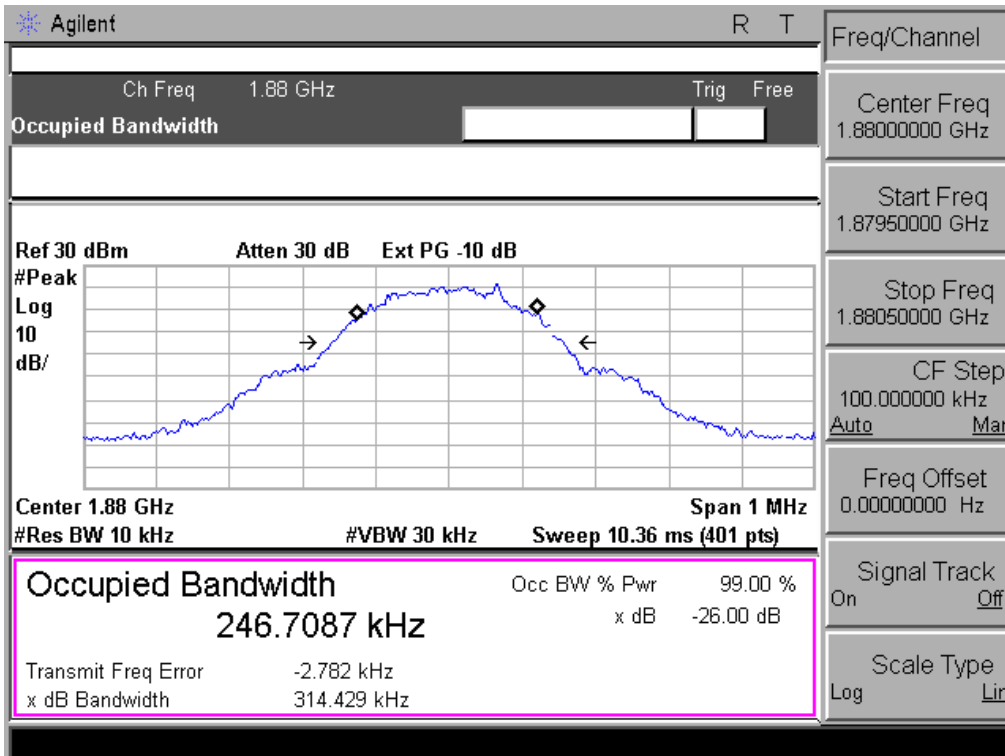 Agilent R T
Ch Freq 1.88 GHz Trig Free
Occupied Bandwidth
Ref 30 dBm Atten 30 dB Ext PG -10 dB
#Peak
Log
10
dB/
Center 1.88 GHz Span 1 MHz
#Res BW 10 kHz #VBW 30 kHz Sweep 10.36 ms (401 pts)
Occupied Bandwidth Occ BW % Pwr 99.00 %
246.7087 kHz x dB -26.00 dB
Transmit Freq Error -2.782 kHz
x dB Bandwidth 314.429 kHz
Freq/Channel
Center Freq
1.88000000 GHz
Start Freq
1.87950000 GHz
Stop Freq
1.88050000 GHz
CF Step
100.000000 kHz
Auto Man
Freq Offset
0.00000000 Hz
Signal Track
On Off
Scale Type
Log Lin